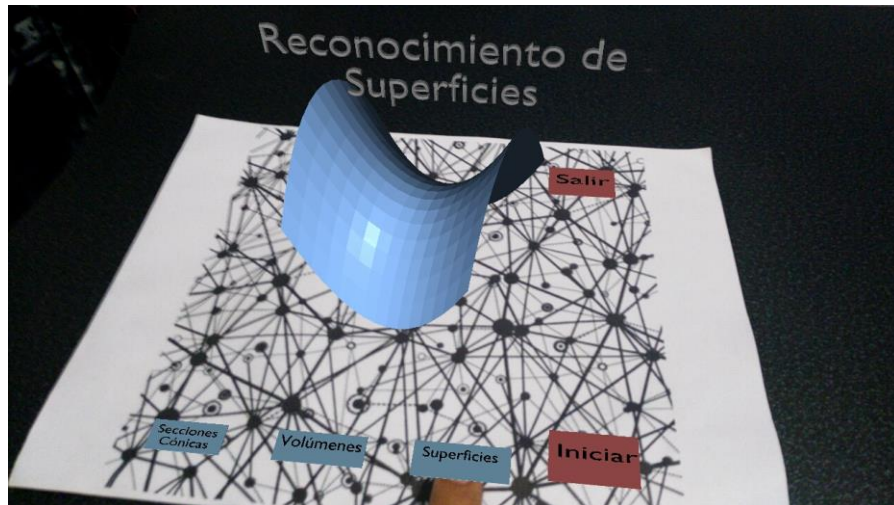 Reconocimiento de
Superficies
Salir
Secciones
Cónicas
Volúmenes
Superficies
Iniciar